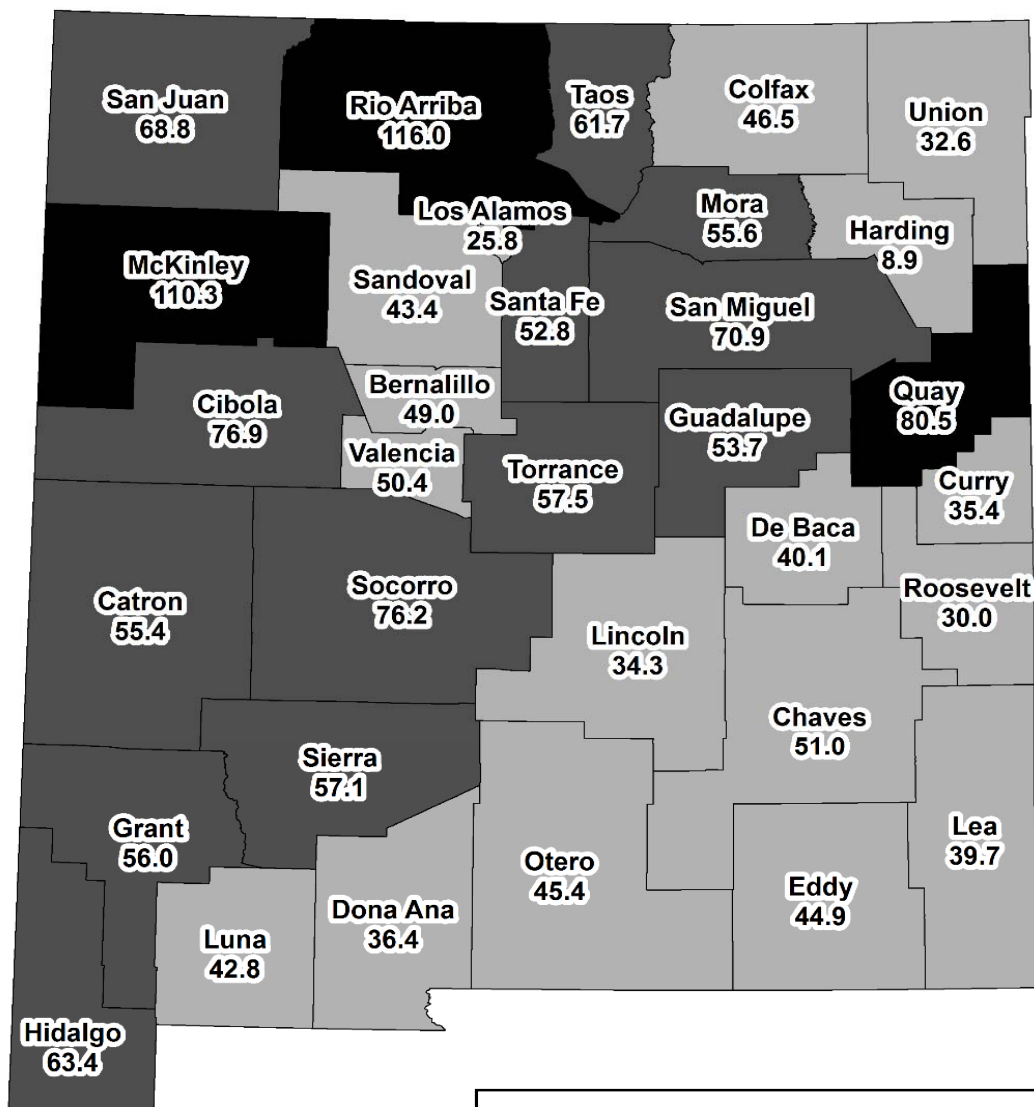 San Juan
68.8
Rio Arriba
116.0
Taos
61.7
Colfax
46.5
Union
32.6
Los Alamos
25.8
Mora
55.6
Harding
8.9
McKinley
110.3
Sandoval
43.4
Santa Fe
52.8
San Miguel
70.9
Bernalillo
49.0
Cibola
76.9
Quay
80.5
Guadalupe
53.7
Valencia
50.4
Torrance
57.5
Curry
35.4
De Baca
40.1
Catron
55.4
Socorro
76.2
Roosevelt
30.0
Lincoln
34.3
Chaves
51.0
Sierra
57.1
Grant
56.0
Otero
45.4
Lea
39.7
Eddy
44.9
Dona Ana
36.4
Luna
42.8
Hidalgo
63.4